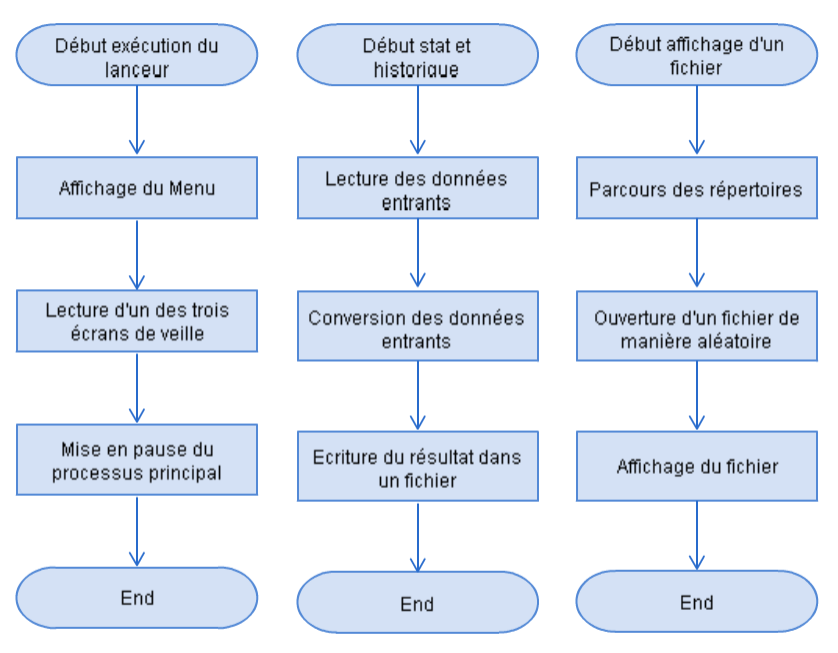 Début exécution du
lanceur
Affichage du Menu
Lecture d'un des trois
écrans de veille
Mise en pause du
processus principal
End
Début stat et
historique
Lecture des données
entrants
Conversion des données
entrants
Ecriture du résultat dans
un fichier
End
Début affichage d'un
fichier
Parcours des répertoires
Ouverture d'un fichier de
manière aléatoire
Affichage du fichier
End